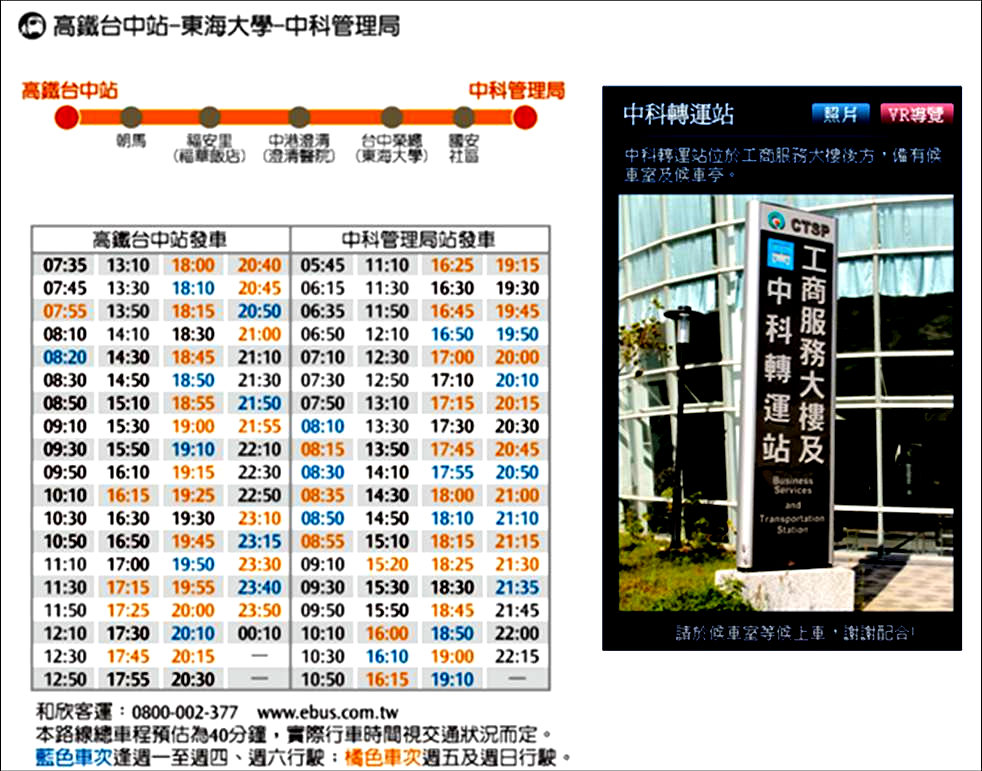 高鐵台中站-東海大學-中科管理局
高鐵台中站 中科管理局
朝馬 福安里 中港澄清 台中榮總 國安
(福華飯店) (澄清醫院) (東海大學) 社區
高鐵台中站發車 中科管理局站發車
07:35 13:10 18:00 20:40 05:45 11:10 16:25 19:15
07:45 13:30 18:10 20:45 06:15 11:30 16:30 19:30
07:55 13:50 18:15 20:50 06:35 11:50 16:45 19:45
08:10 14:10 18:30 21:00 06:50 12:10 16:50 19:50
08:20 14:30 18:45 21:10 07:10 12:30 17:00 20:00
08:30 14:50 18:50 21:30 07:30 12:50 17:10 20:10
08:50 15:10 18:55 21:50 07:50 13:10 17:15 20:15
09:10 15:30 19:00 21:55 08:10 13:30 17:30 20:30
09:30 15:50 19:10 22:10 08:15 13:50 17:45 20:45
09:50 16:10 19:15 22:30 08:30 14:10 17:55 20:50
10:10 16:15 19:25 22:50 08:35 14:30 18:00 21:00
10:30 16:30 19:30 23:10 08:50 14:50 18:10 21:10
10:50 16:50 19:45 23:15 08:55 15:10 18:15 21:15
11:10 17:00 19:50 23:30 09:10 15:20 18:25 21:30
11:30 17:15 19:55 23:40 09:30 15:30 18:30 21:35
11:50 17:25 20:00 23:50 09:50 15:50 18:45 21:45
12:10 17:30 20:10 00:10 10:10 16:00 18:50 22:00
12:30 17:45 20:15 — 10:30 16:10 19:00 22:15
12:50 17:55 20:30 — 10:50 16:15 19:10 —
和欣客運：0800-002-377 www.ebus.com.tw
本路線總車程預估為40分鐘，實際行車時間視交通狀況而定。
藍色車次逢週一至週四、週六行駛；橘色車次週五及週日行駛。
中科轉運站 照片 VR導覽
中科轉運站位於工商服務大樓後方，備有候
車室及候車亭。
CTSP
工商服務大樓及
中科轉運站
Business
Services
and
Transportation
Station
請於候車室等候上車，謝謝配合!